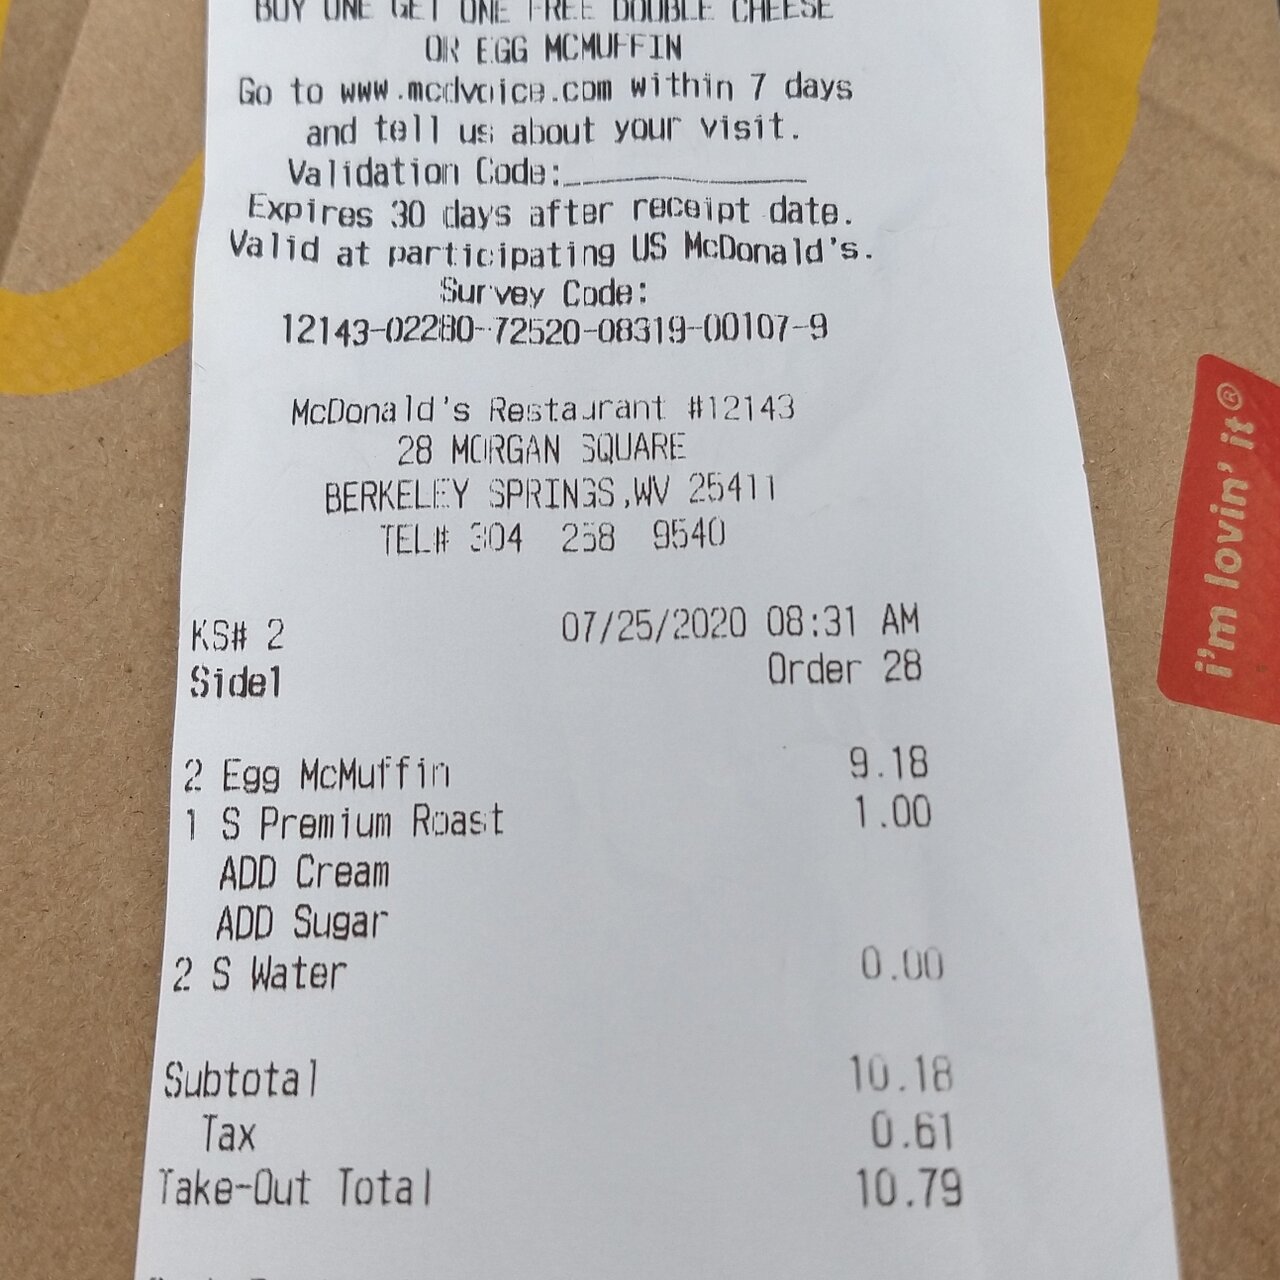 BUY ONE GET ONE FREE DOUBLE CHEESE
OR EGG MCMUFFIN
Go to www.mcdvoice.com within 7 days
and tell us about your visit.
Validation Code:_____________
Expires 30 days after receipt date.
Valid at participating US McDonald's.
Survey Code:
12143-02280-72520-08319-00107-9
McDonald's Restaurant #12143
28 MORGAN SQUARE
BERKELEY SPRINGS,WV 25411
TEL# 304 258 9540
KS# 2 07/25/2020 08:31 AM
Side1 Order 28
2 Egg McMuffin 9.18
1 S Premium Roast 1.00
ADD Cream
ADD Sugar
2 S Water 0.00
Subtotal 10.18
Tax 0.61
Take-Out Total 10.79
i'm lovin' it®